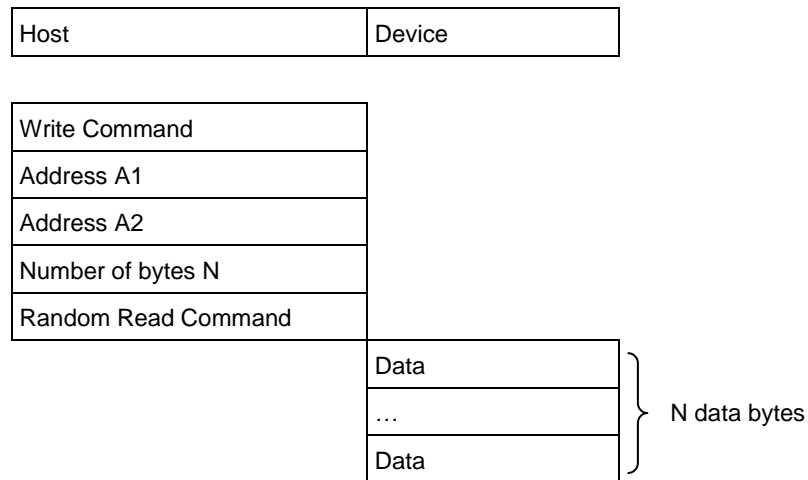 Host Device
Write Command
Address A1
Address A2
Number of bytes N
Random Read Command
Data
… N data bytes
Data